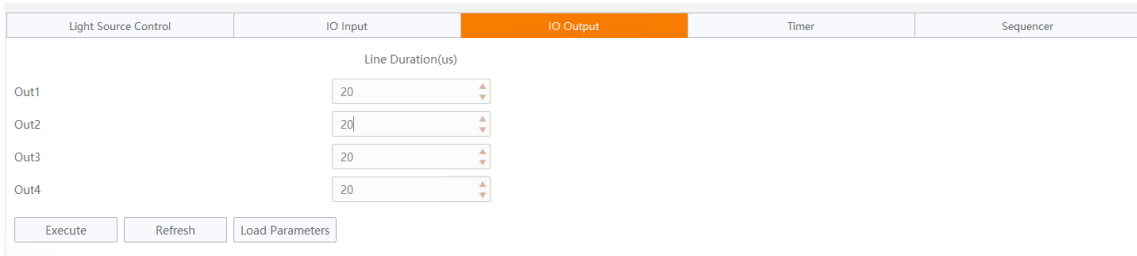 Light Source Control IO Input IO Output Timer Sequencer
Line Duration(us)
Out1 20
Out2 20
Out3 20
Out4 20
Execute Refresh Load Parameters